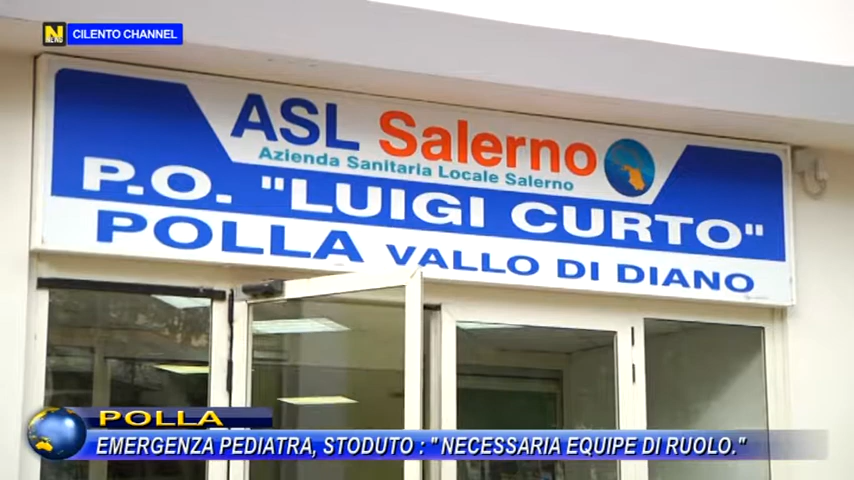 CILENTO CHANNEL
ASL Salerno
Azienda Sanitaria Locale Salerno
P.O. "LUIGI CURTO"
POLLA VALLO DI DIANO
POLLA
EMERGENZA PEDIATRA, STODUTO : " NECESSARIA EQUIPE DI RUOLO."